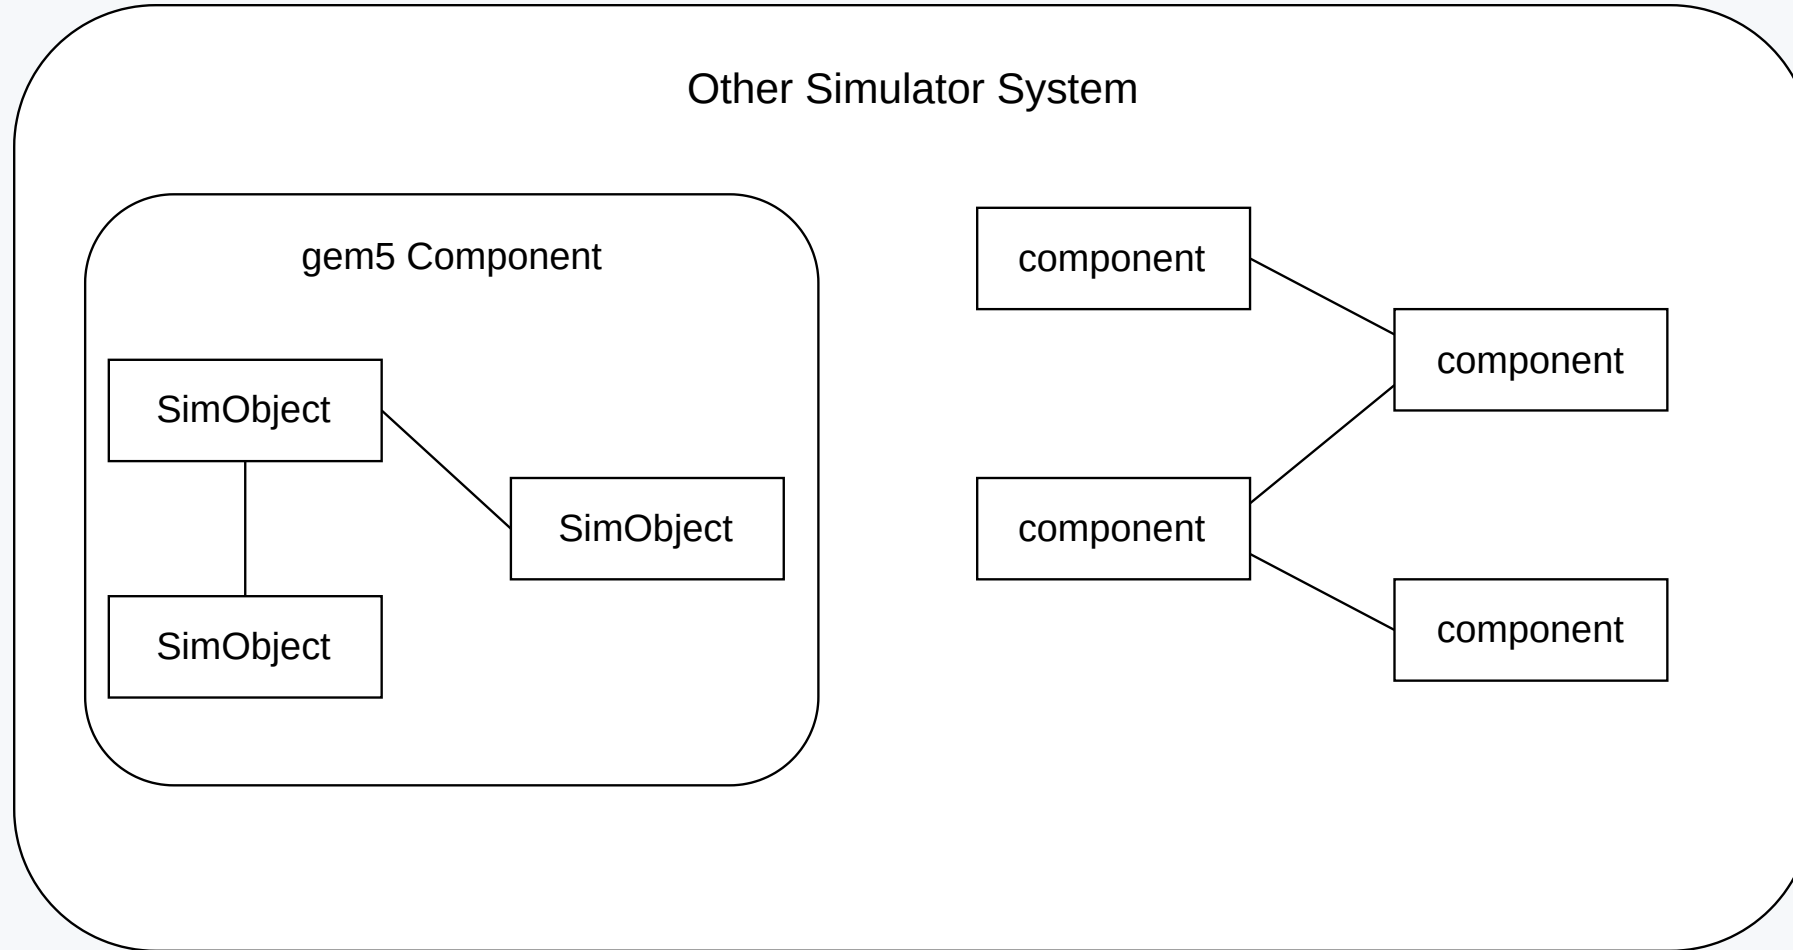 Other Simulator System
gem5 Component
SimObject
SimObject
SimObject
component
component
component
component